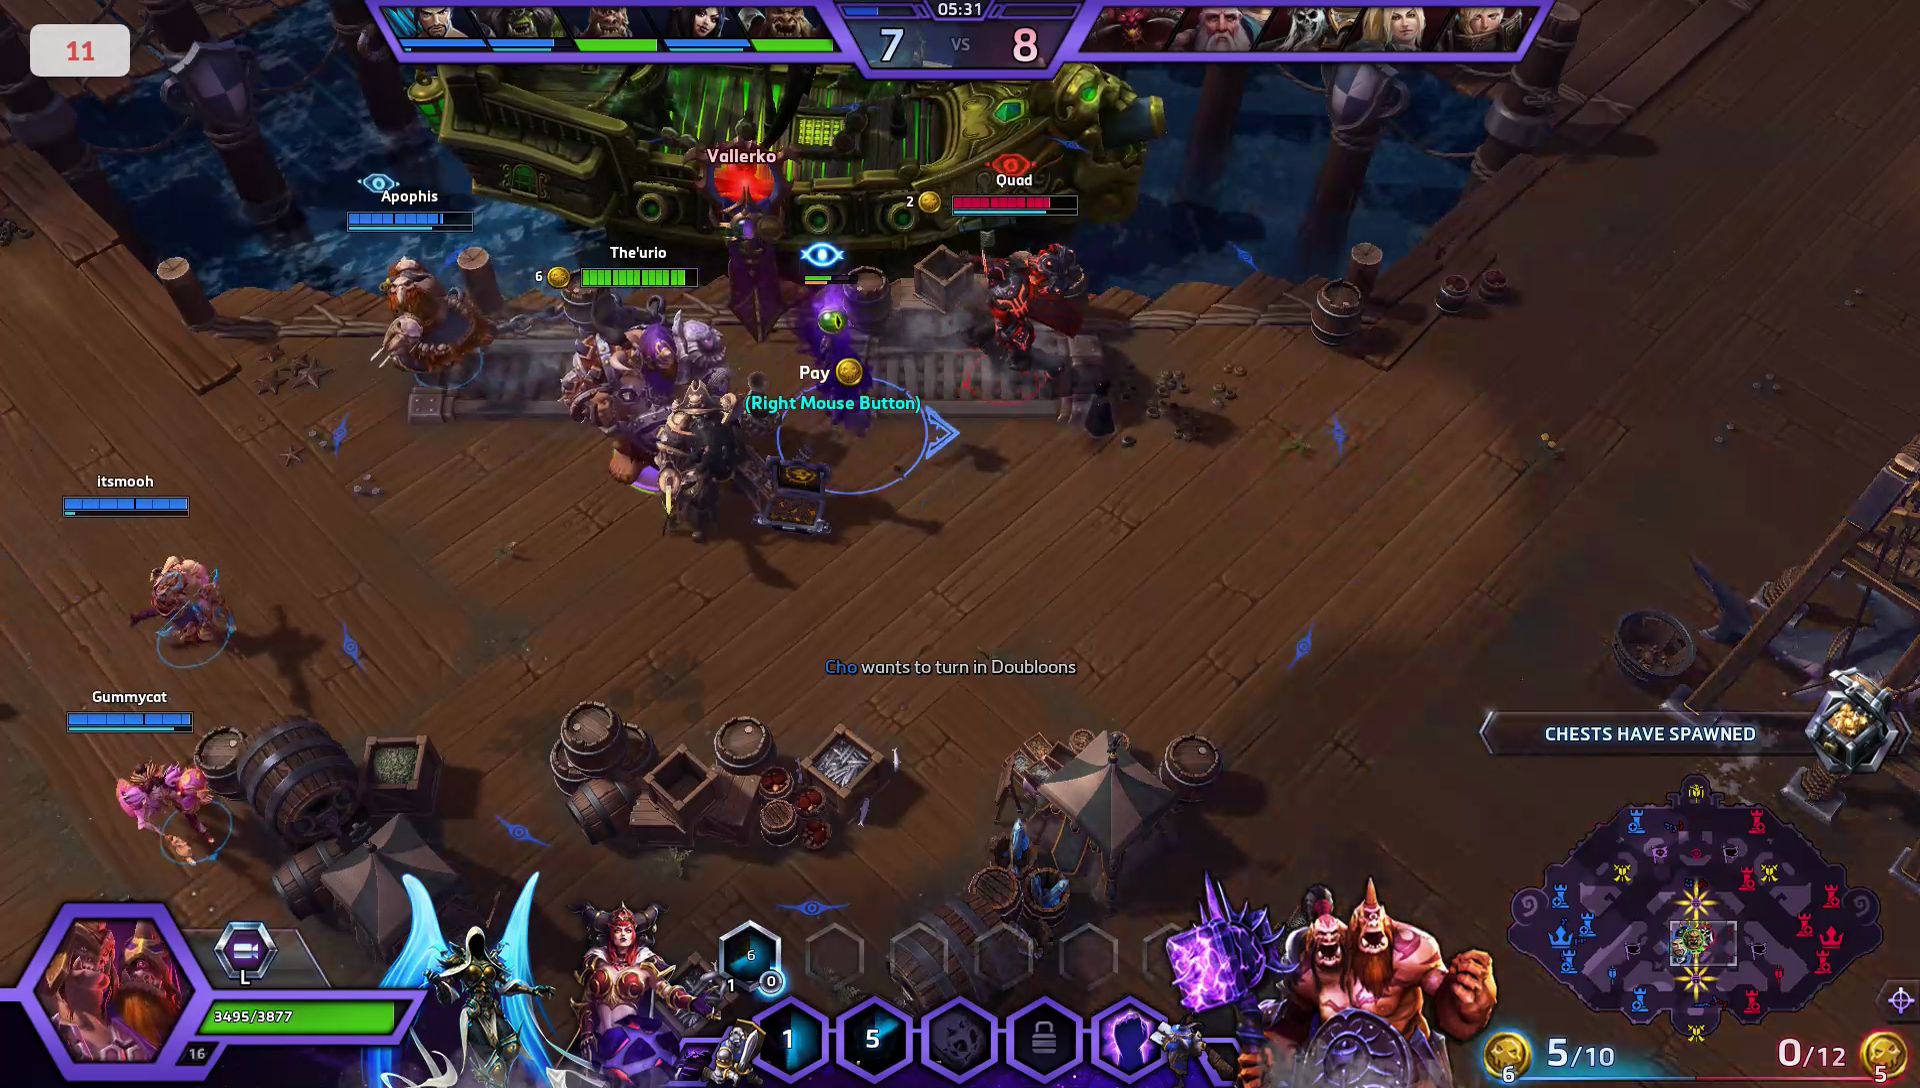 11
05:31
7 VS 8
Vallerko
Quad
2
Apophis
The'urio
6
Pay
(Right Mouse Button)
itsmooh
Cho wants to turn in Doubloons
Gummycat
CHESTS HAVE SPAWNED
L
3495/3877
16
6
1
0
1
5
5/10
6
0/12
5